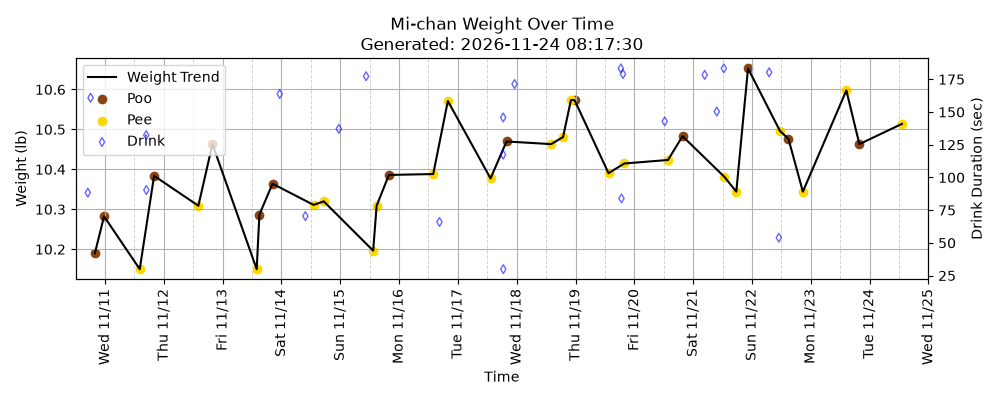 Mi-chan Weight Over Time
Generated: 2026-11-24 08:17:30
Weight Trend
Poo
Pee
Drink
Weight (lb)
10.6
10.5
10.4
10.3
10.2
175
150
125
100
75
50
25
Drink Duration (sec)
Wed 11/11
Thu 11/12
Fri 11/13
Sat 11/14
Sun 11/15
Mon 11/16
Tue 11/17
Wed 11/18
Thu 11/19
Fri 11/20
Sat 11/21
Sun 11/22
Mon 11/23
Tue 11/24
Wed 11/25
Time